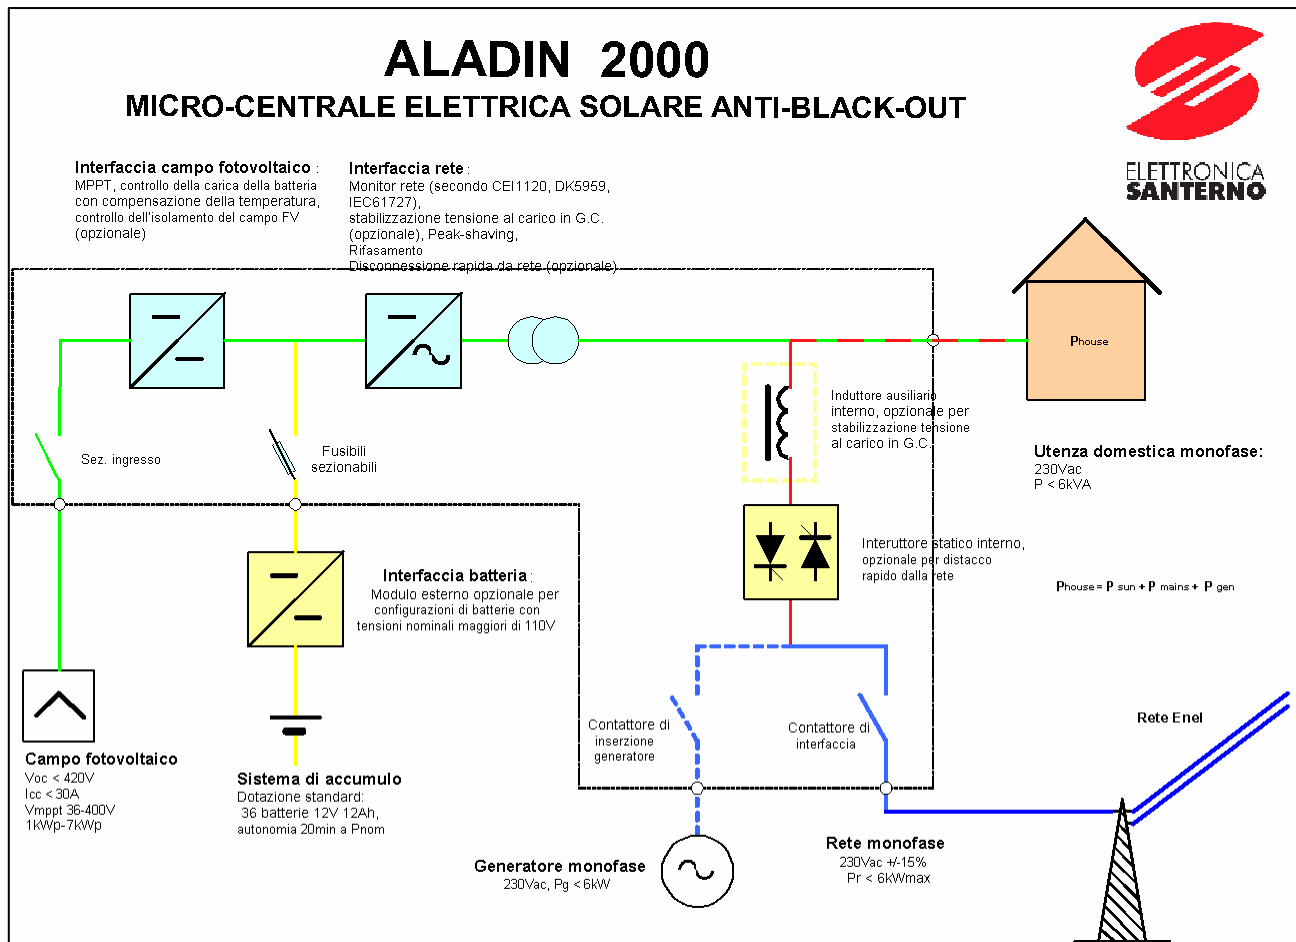 ALADIN 2000
MICRO-CENTRALE ELETTRICA SOLARE ANTI-BLACK-OUT
ELETTRONICA
SANTERNO
Interfaccia campo fotovoltaico :
MPPT, controllo della carica della batteria
con compensazione della temperatura,
controllo dell'isolamento del campo FV
(opzionale)
Interfaccia rete :
Monitor rete (secondo CEI1120, DK5959,
IEC61727),
stabilizzazione tensione al carico in G.C.
(opzionale), Peak-shaving,
Rifasamento
Disconnessione rapida da rete (opzionale)
Phouse
Induttore ausiliario
interno, opzionale per
stabilizzazione tensione
al carico in G.C.
Sez. ingresso
Fusibili
sezionabili
Utenza domestica monofase:
230Vac
P < 6kVA
Interuttore statico interno,
opzionale per distacco
rapido dalla rete
Interfaccia batteria :
Modulo esterno opzionale per
configurazioni di batterie con
tensioni nominali maggiori di 110V
Phouse = P sun + P mains + P gen
Contattore di
inserzione
generatore
Contattore di
interfaccia
Rete Enel
Campo fotovoltaico
Voc < 420V
Icc < 30A
Vmppt 36-400V
1kWp-7kWp
Sistema di accumulo
Dotazione standard:
36 batterie 12V 12Ah,
autonomia 20min a Pnom
Generatore monofase
230Vac, Pg < 6kW
Rete monofase
230Vac +/-15%
Pr < 6kWmax